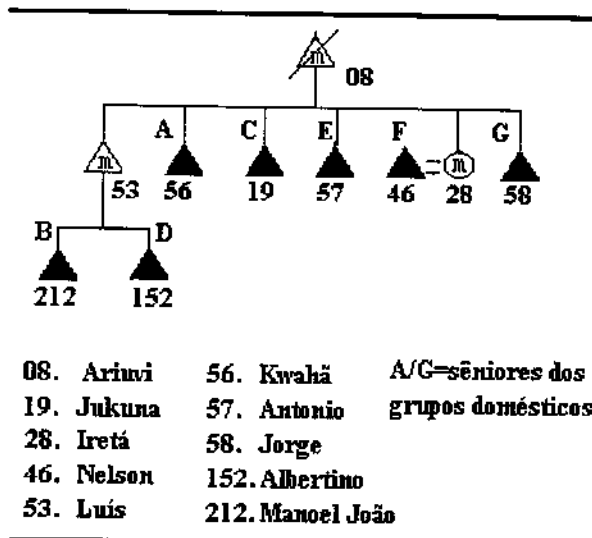 m
08
A C E F G
m 53 56 19 57 46 = m 28 58
B D
212 152
08. Ariuvi
19. Jukuna
28. Iretá
46. Nelson
53. Luís
56. Kwahã
57. Antonio
58. Jorge
152. Albertino
212. Manoel João
A/G=sêniores dos
grupos domésticos